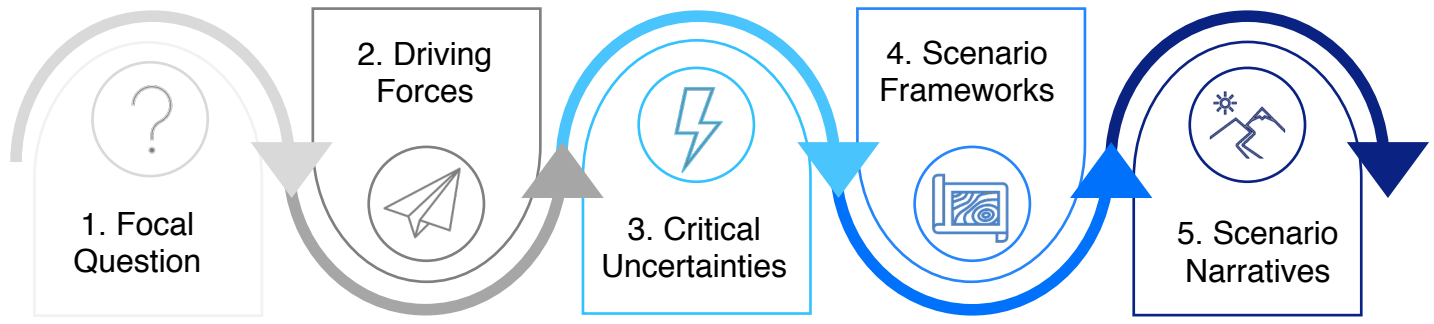 1. Focal
Question
2. Driving
Forces
3. Critical
Uncertainties
4. Scenario
Frameworks
5. Scenario
Narratives